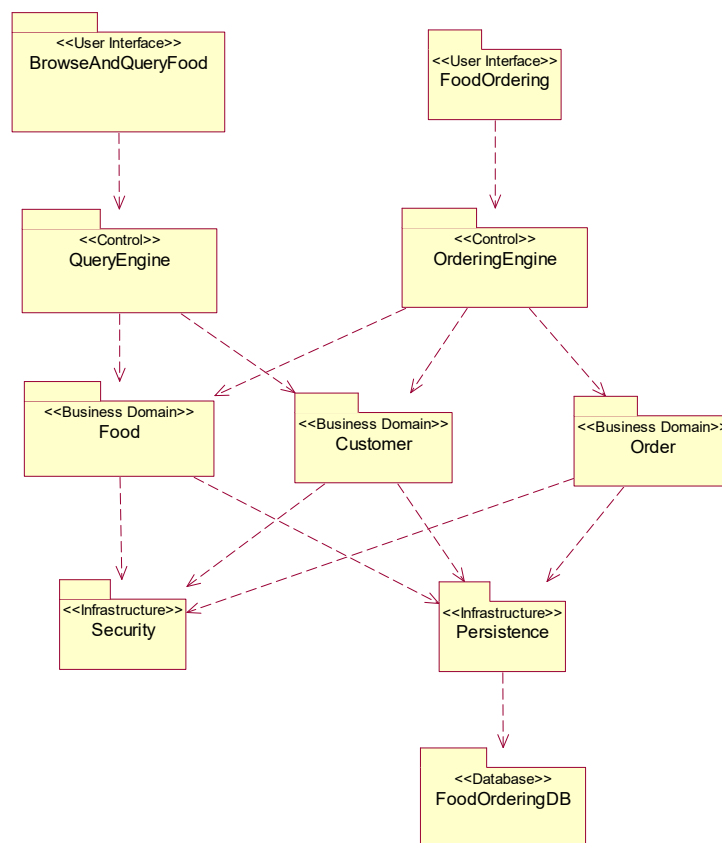 <<User Interface>>
BrowseAndQueryFood
<<User Interface>>
FoodOrdering
<<Control>>
QueryEngine
<<Control>>
OrderingEngine
<<Business Domain>>
Food
<<Business Domain>>
Customer
<<Business Domain>>
Order
<<Infrastructure>>
Security
<<Infrastructure>>
Persistence
<<Database>>
FoodOrderingDB